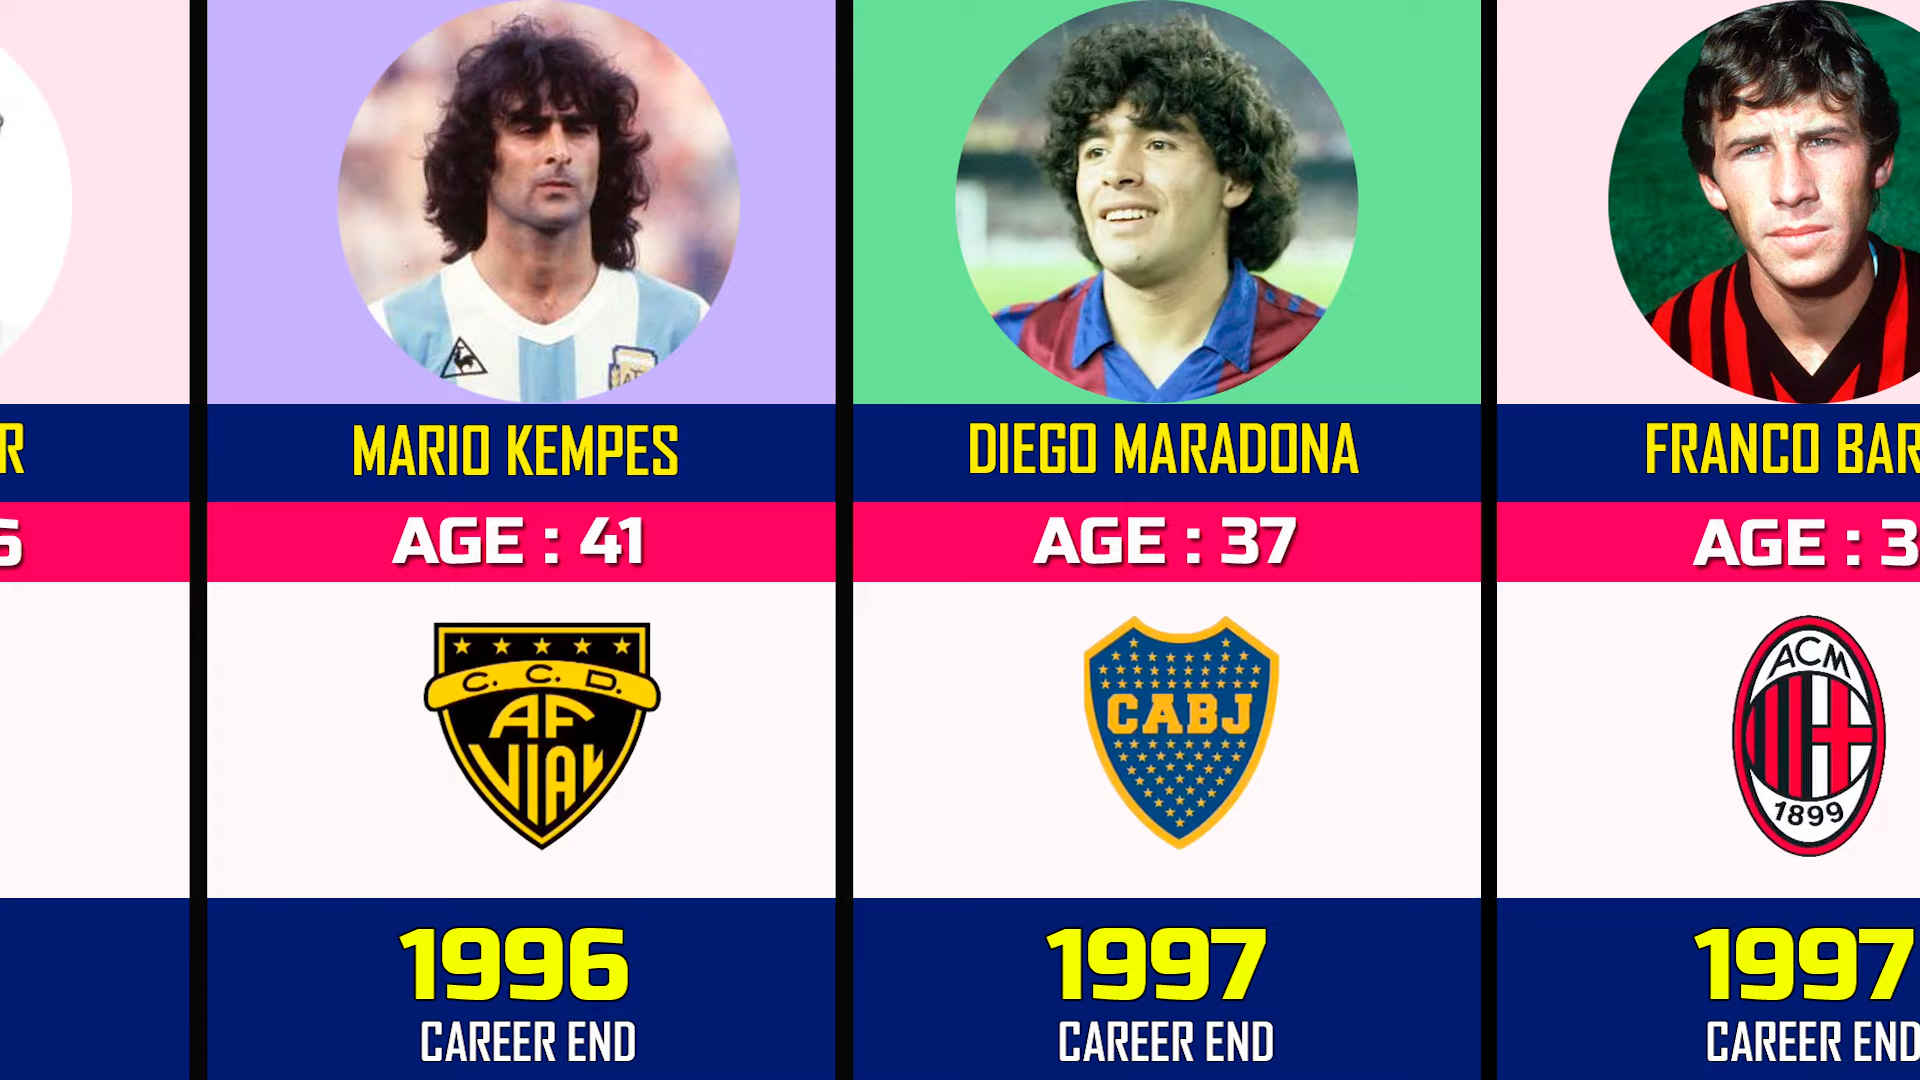 R
MARIO KEMPES
DIEGO MARADONA
FRANCO BAR
AGE : 41
AGE : 37
AGE : 3
C. C. D.
AF
VIAL
CABJ
ACM
1899
1996
CAREER END
1997
CAREER END
1997
CAREER END